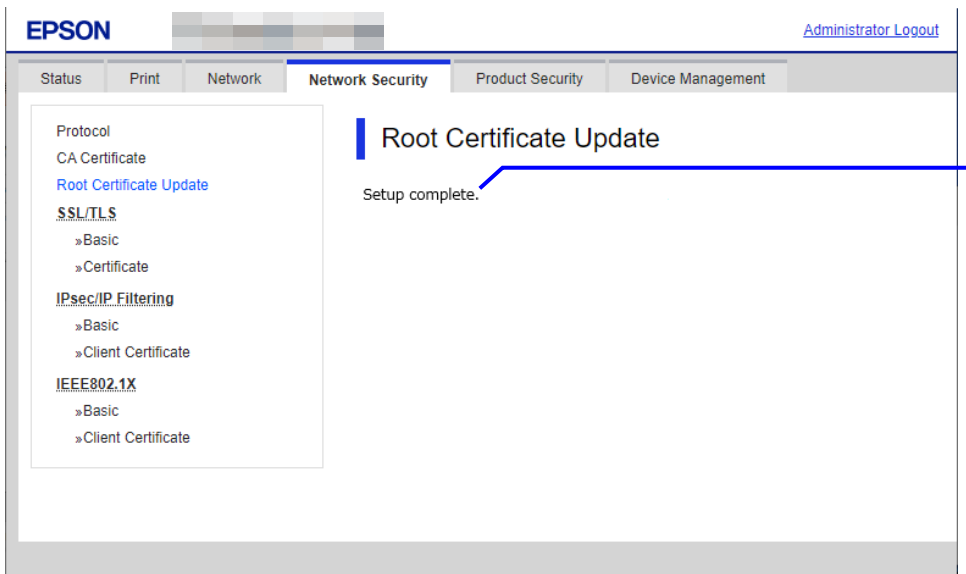 EPSON
Administrator Logout
Status Print Network Network Security Product Security Device Management
Protocol
CA Certificate
Root Certificate Update
SSL/TLS
»Basic
»Certificate
IPsec/IP Filtering
»Basic
»Client Certificate
IEEE802.1X
»Basic
»Client Certificate
Root Certificate Update
Setup complete.